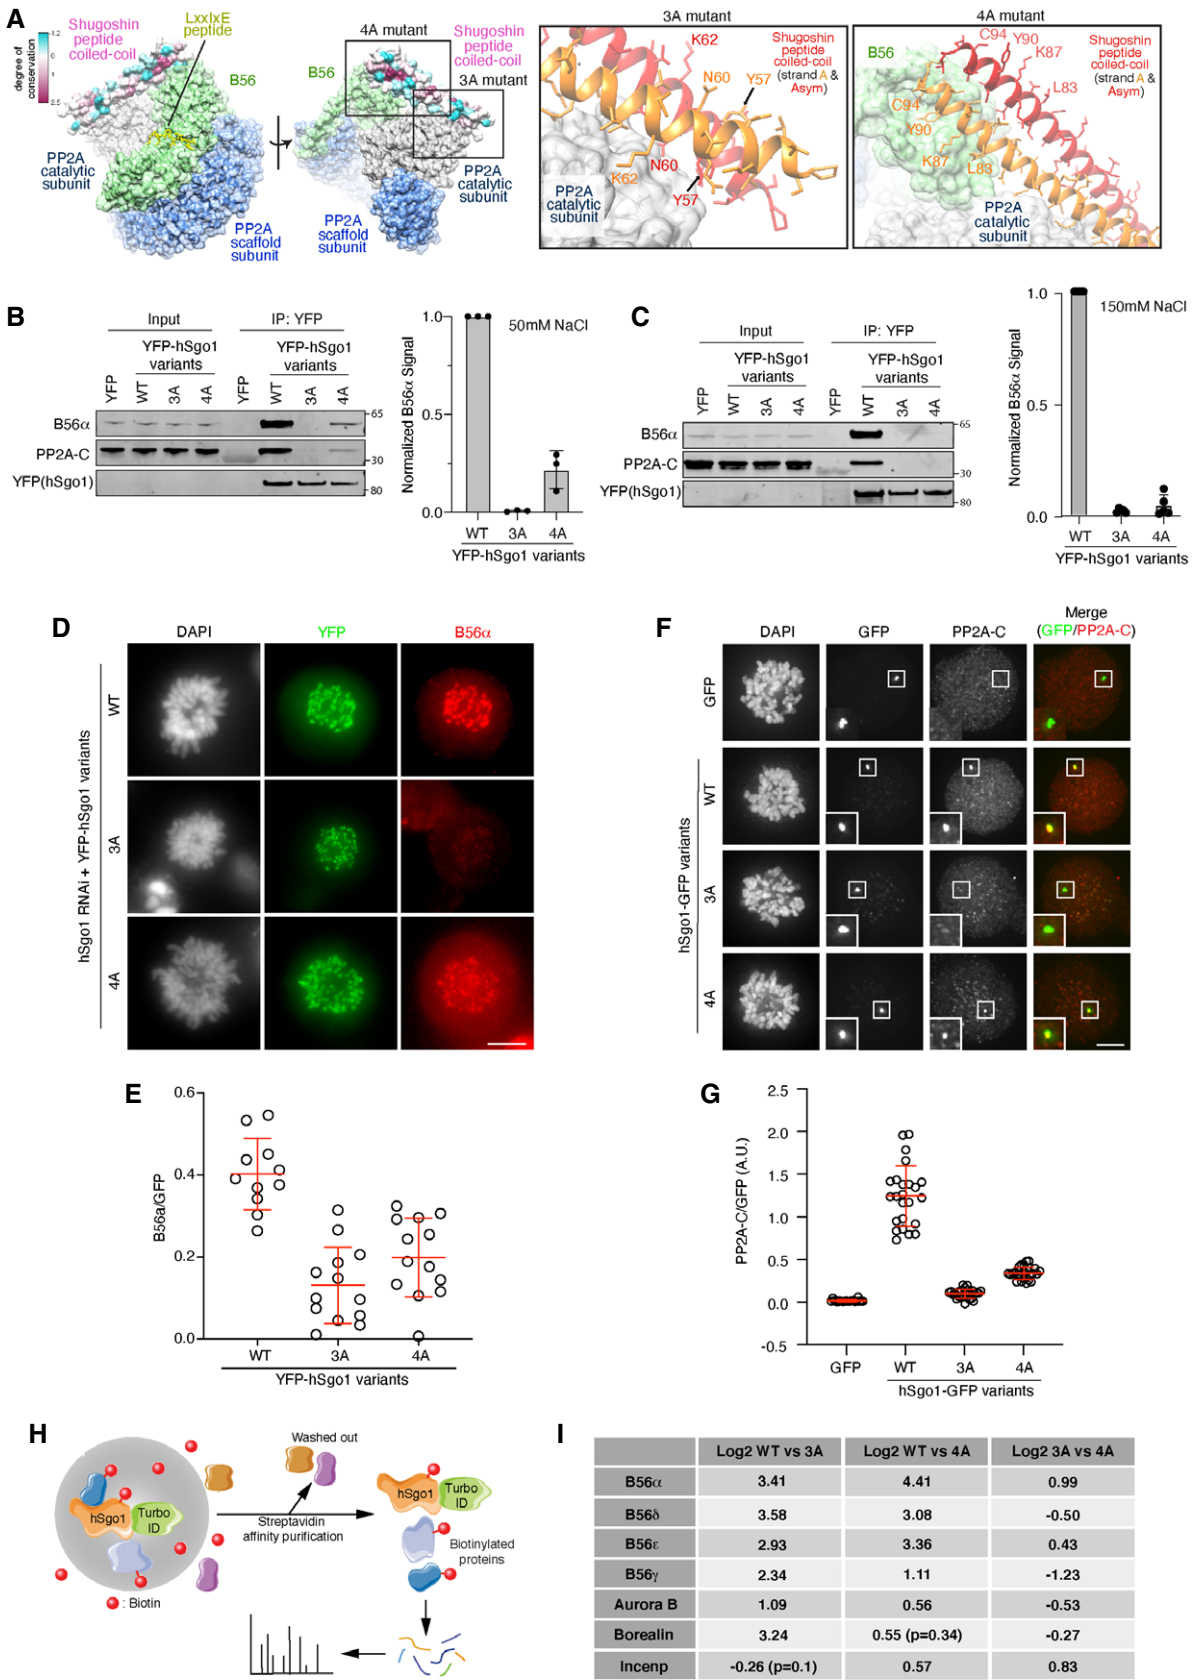 A
degree of
conservation
1.2
0
1
2.5
Shugoshin
peptide
coiled-coil
LxxIxE
peptide
B56
PP2A
catalytic
subunit
PP2A
scaffold
subunit
4A mutant
Shugoshin
peptide
coiled-coil
B56
3A mutant
PP2A
catalytic
subunit
PP2A
scaffold
subunit
3A mutant
K62
Shugoshin
peptide
coiled-coil
(strand A &
Asym)
N60
Y57
N60
K62
Y57
PP2A
catalytic
subunit
4A mutant
B56
C94
Y90
K87
Shugoshin
peptide
coiled-coil
(strand A &
Asym)
L83
C94
Y90
K87
L83
PP2A
catalytic
subunit
B
Input
IP: YFP
YFP-hSgo1
variants
YFP-hSgo1
variants
YFP
WT
3A
4A
YFP
WT
3A
4A
B56α
65
PP2A-C
30
YFP(hSgo1)
80
Normalized B56α Signal
1.0
0.5
0.0
50mM NaCl
WT
3A
4A
YFP-hSgo1 variants
C
Input
IP: YFP
YFP-hSgo1
variants
YFP-hSgo1
variants
YFP
WT
3A
4A
YFP
WT
3A
4A
B56α
65
PP2A-C
30
YFP(hSgo1)
80
Normalized B56α Signal
1.0
0.5
0.0
150mM NaCl
WT
3A
4A
YFP-hSgo1 variants
D
DAPI
YFP
B56α
hSgo1 RNAi + YFP-hSgo1 variants
WT
3A
4A
E
B56a/GFP
0.6
0.4
0.2
0.0
WT
3A
4A
YFP-hSgo1 variants
F
DAPI
GFP
PP2A-C
Merge
(GFP/PP2A-C)
GFP
hSgo1-GFP variants
WT
3A
4A
G
PP2A-C/GFP (A.U.)
2.5
2.0
1.5
1.0
0.5
0.0
-0.5
GFP
WT
3A
4A
hSgo1-GFP variants
H
hSgo1
Turbo
ID
: Biotin
Washed out
Streptavidin
affinity purification
hSgo1
Turbo
ID
Biotinylated
proteins
I
Log2 WT vs 3A
Log2 WT vs 4A
Log2 3A vs 4A
B56α
3.41
4.41
0.99
B56δ
3.58
3.08
-0.50
B56ε
2.93
3.36
0.43
B56γ
2.34
1.11
-1.23
Aurora B
1.09
0.56
-0.53
Borealin
3.24
0.55 (p=0.34)
-0.27
Incenp
-0.26 (p=0.1)
0.57
0.83